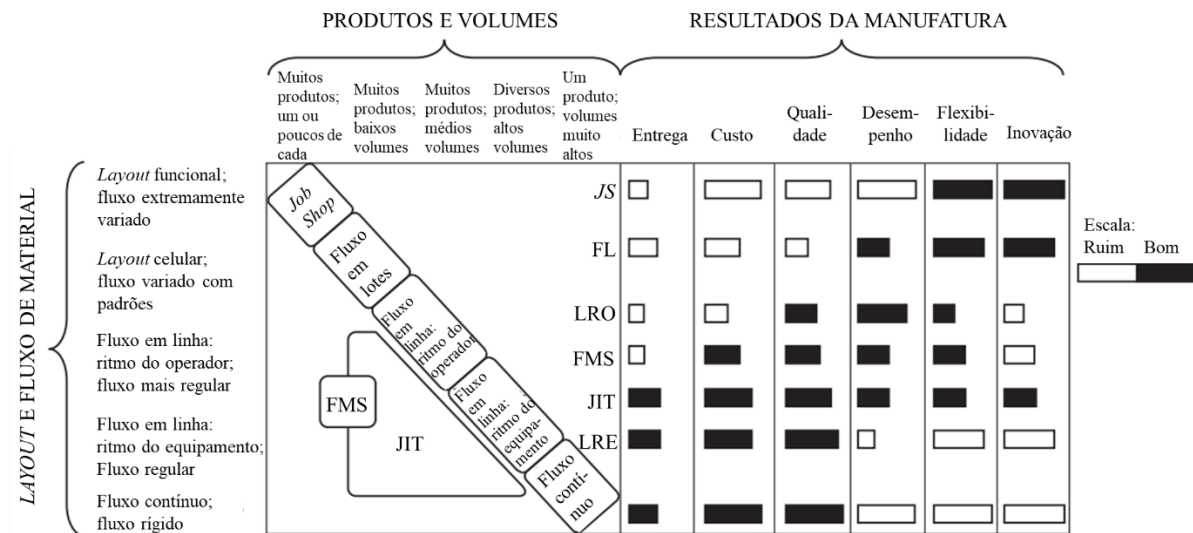 PRODUTOS E VOLUMES
RESULTADOS DA MANUFATURA
Muitos
produtos;
um ou
poucos de
cada
Muitos
produtos;
baixos
volumes
Muitos
produtos;
médios
volumes
Diversos
produtos;
altos
volumes
Um
produto;
volumes
muito
altos
Entrega
Custo
Quali-
dade
Desem-
penho
Flexibi-
lidade
Inovação
LAYOUT E FLUXO DE MATERIAL
Layout funcional;
fluxo extremamente
variado
Layout celular;
fluxo variado com
padrões
Fluxo em linha:
ritmo do operador;
fluxo mais regular
Fluxo em linha:
ritmo do equipamento;
Fluxo regular
Fluxo contínuo;
fluxo rígido
Job
Shop
Fluxo
em
lotes
Fluxo
em
linha:
ritmo do
operador
Fluxo
em
linha:
ritmo do
equipa-
mento
Fluxo
contí-
nuo
FMS
JIT
JS
FL
LRO
FMS
JIT
LRE
Escala:
Ruim Bom